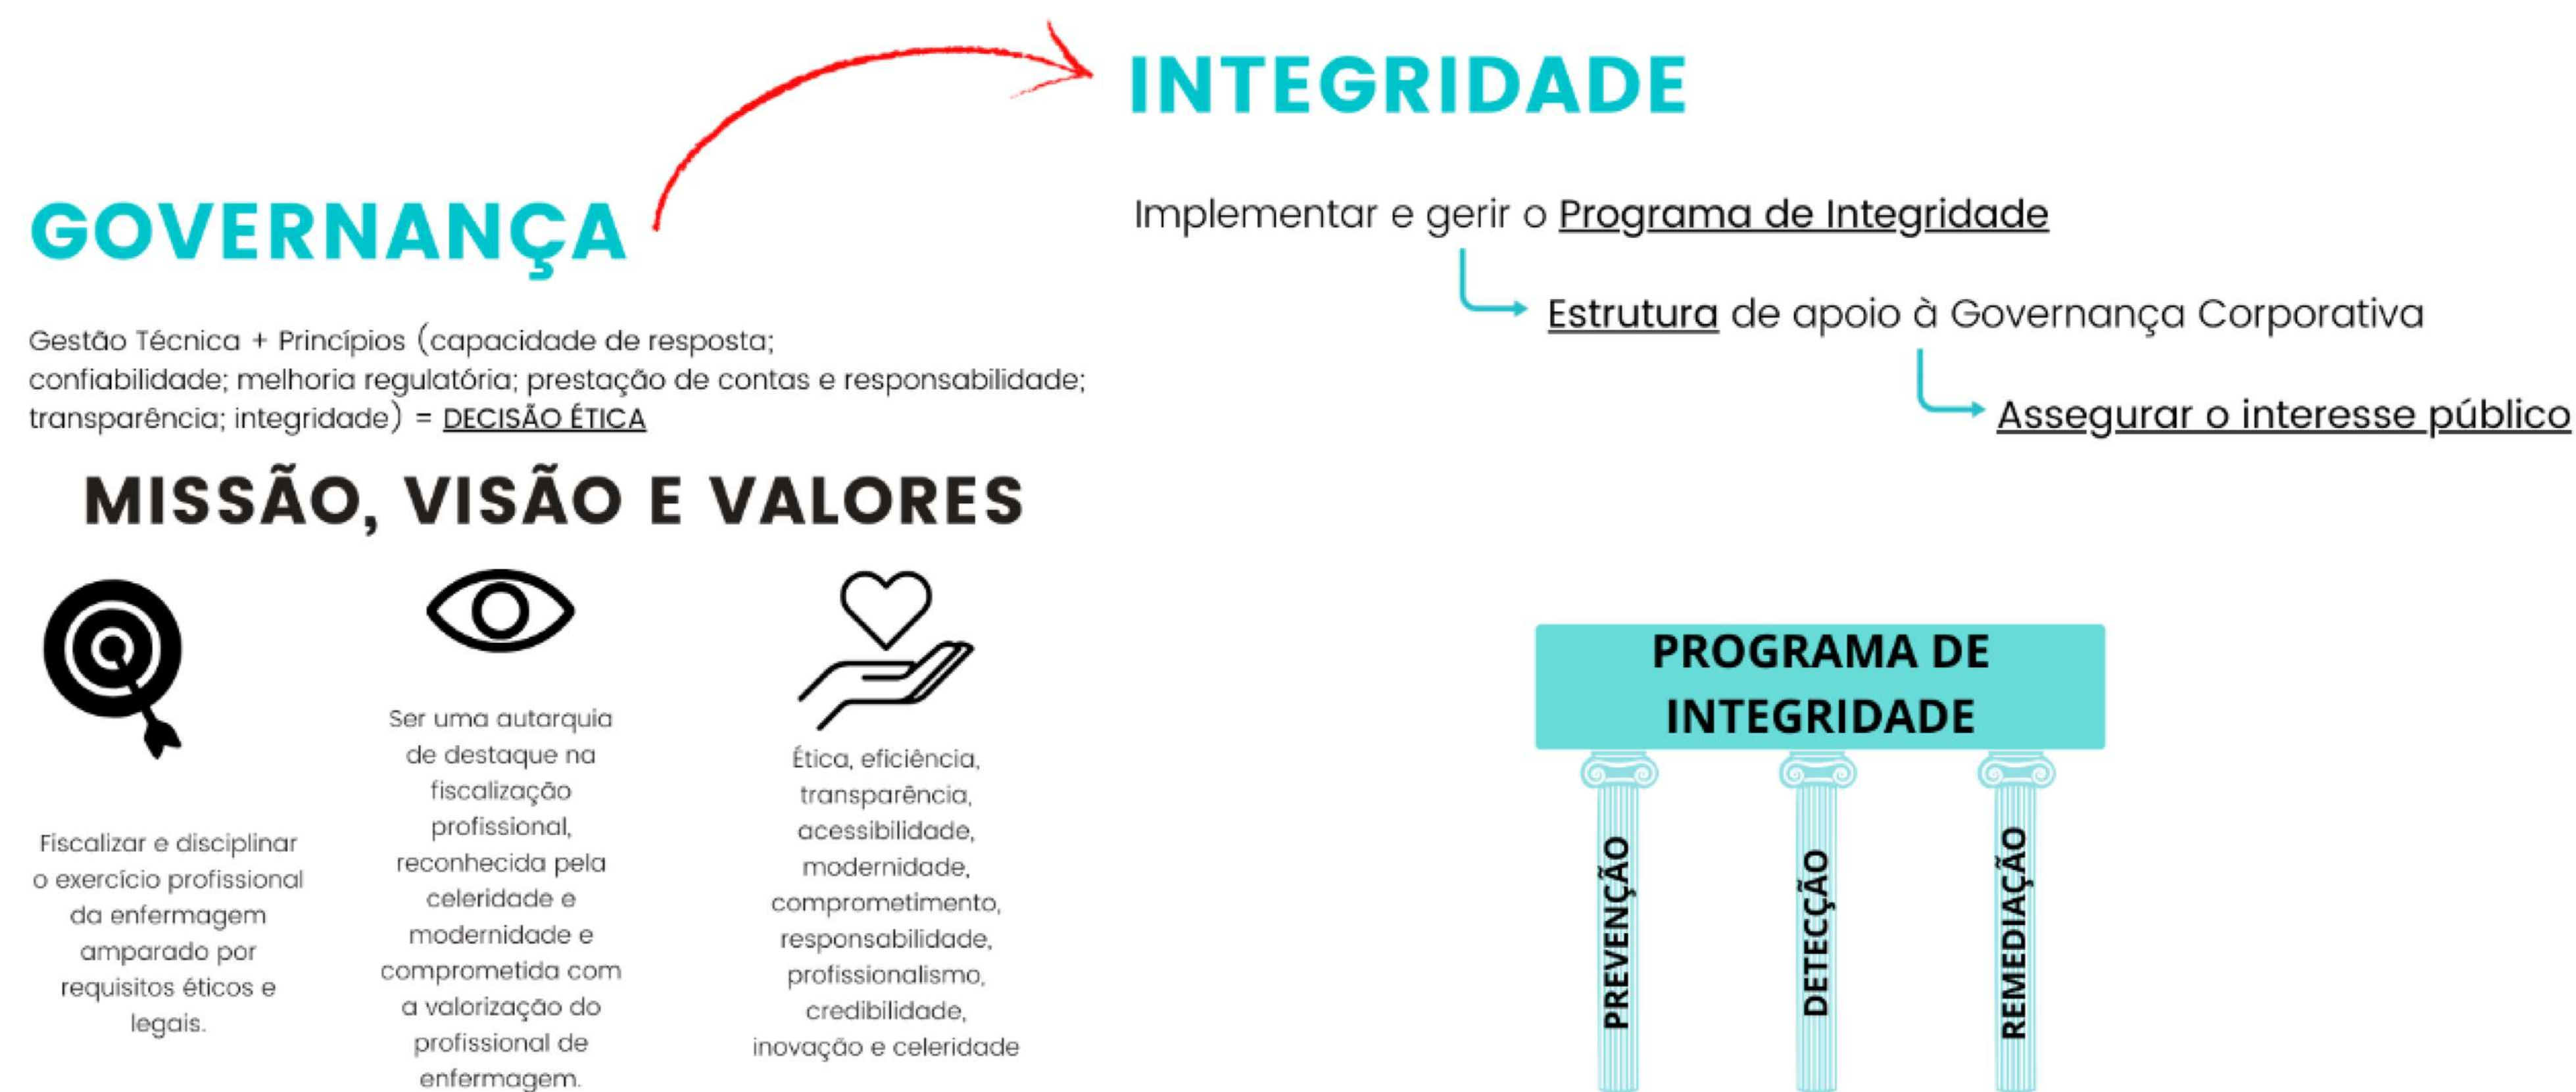 GOVERNANÇA
Gestão Técnica + Princípios (capacidade de resposta;
confiabilidade; melhoria regulatória; prestação de contas e responsabilidade;
transparência; integridade) = DECISÃO ÉTICA
MISSÃO, VISÃO E VALORES
Fiscalizar e disciplinar
o exercício profissional
da enfermagem
amparado por
requisitos éticos e
legais.
Ser uma autarquia
de destaque na
fiscalização
profissional,
reconhecida pela
celeridade e
modernidade e
comprometida com
a valorização do
profissional de
enfermagem.
Ética, eficiência,
transparência,
acessibilidade,
modernidade,
comprometimento,
responsabilidade,
profissionalismo,
credibilidade,
inovação e celeridade
INTEGRIDADE
Implementar e gerir o Programa de Integridade
Estrutura de apoio à Governança Corporativa
Assegurar o interesse público
PROGRAMA DE
INTEGRIDADE
PREVENÇÃO
DETECÇÃO
REMEDIAÇÃO